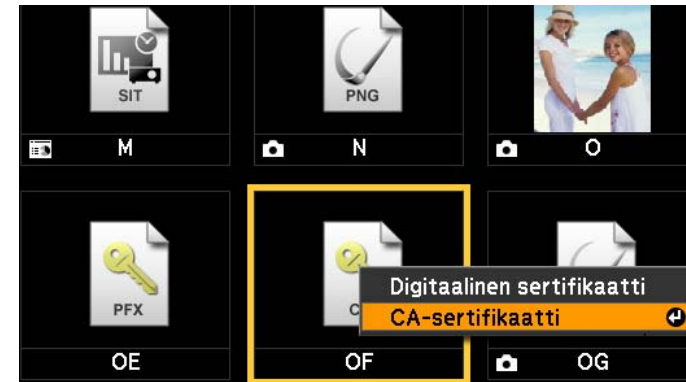 SIT
PNG
M
N
O
PFX
Digitaalinen sertifikaatti
CA-sertifikaatti
OE
OF
OG